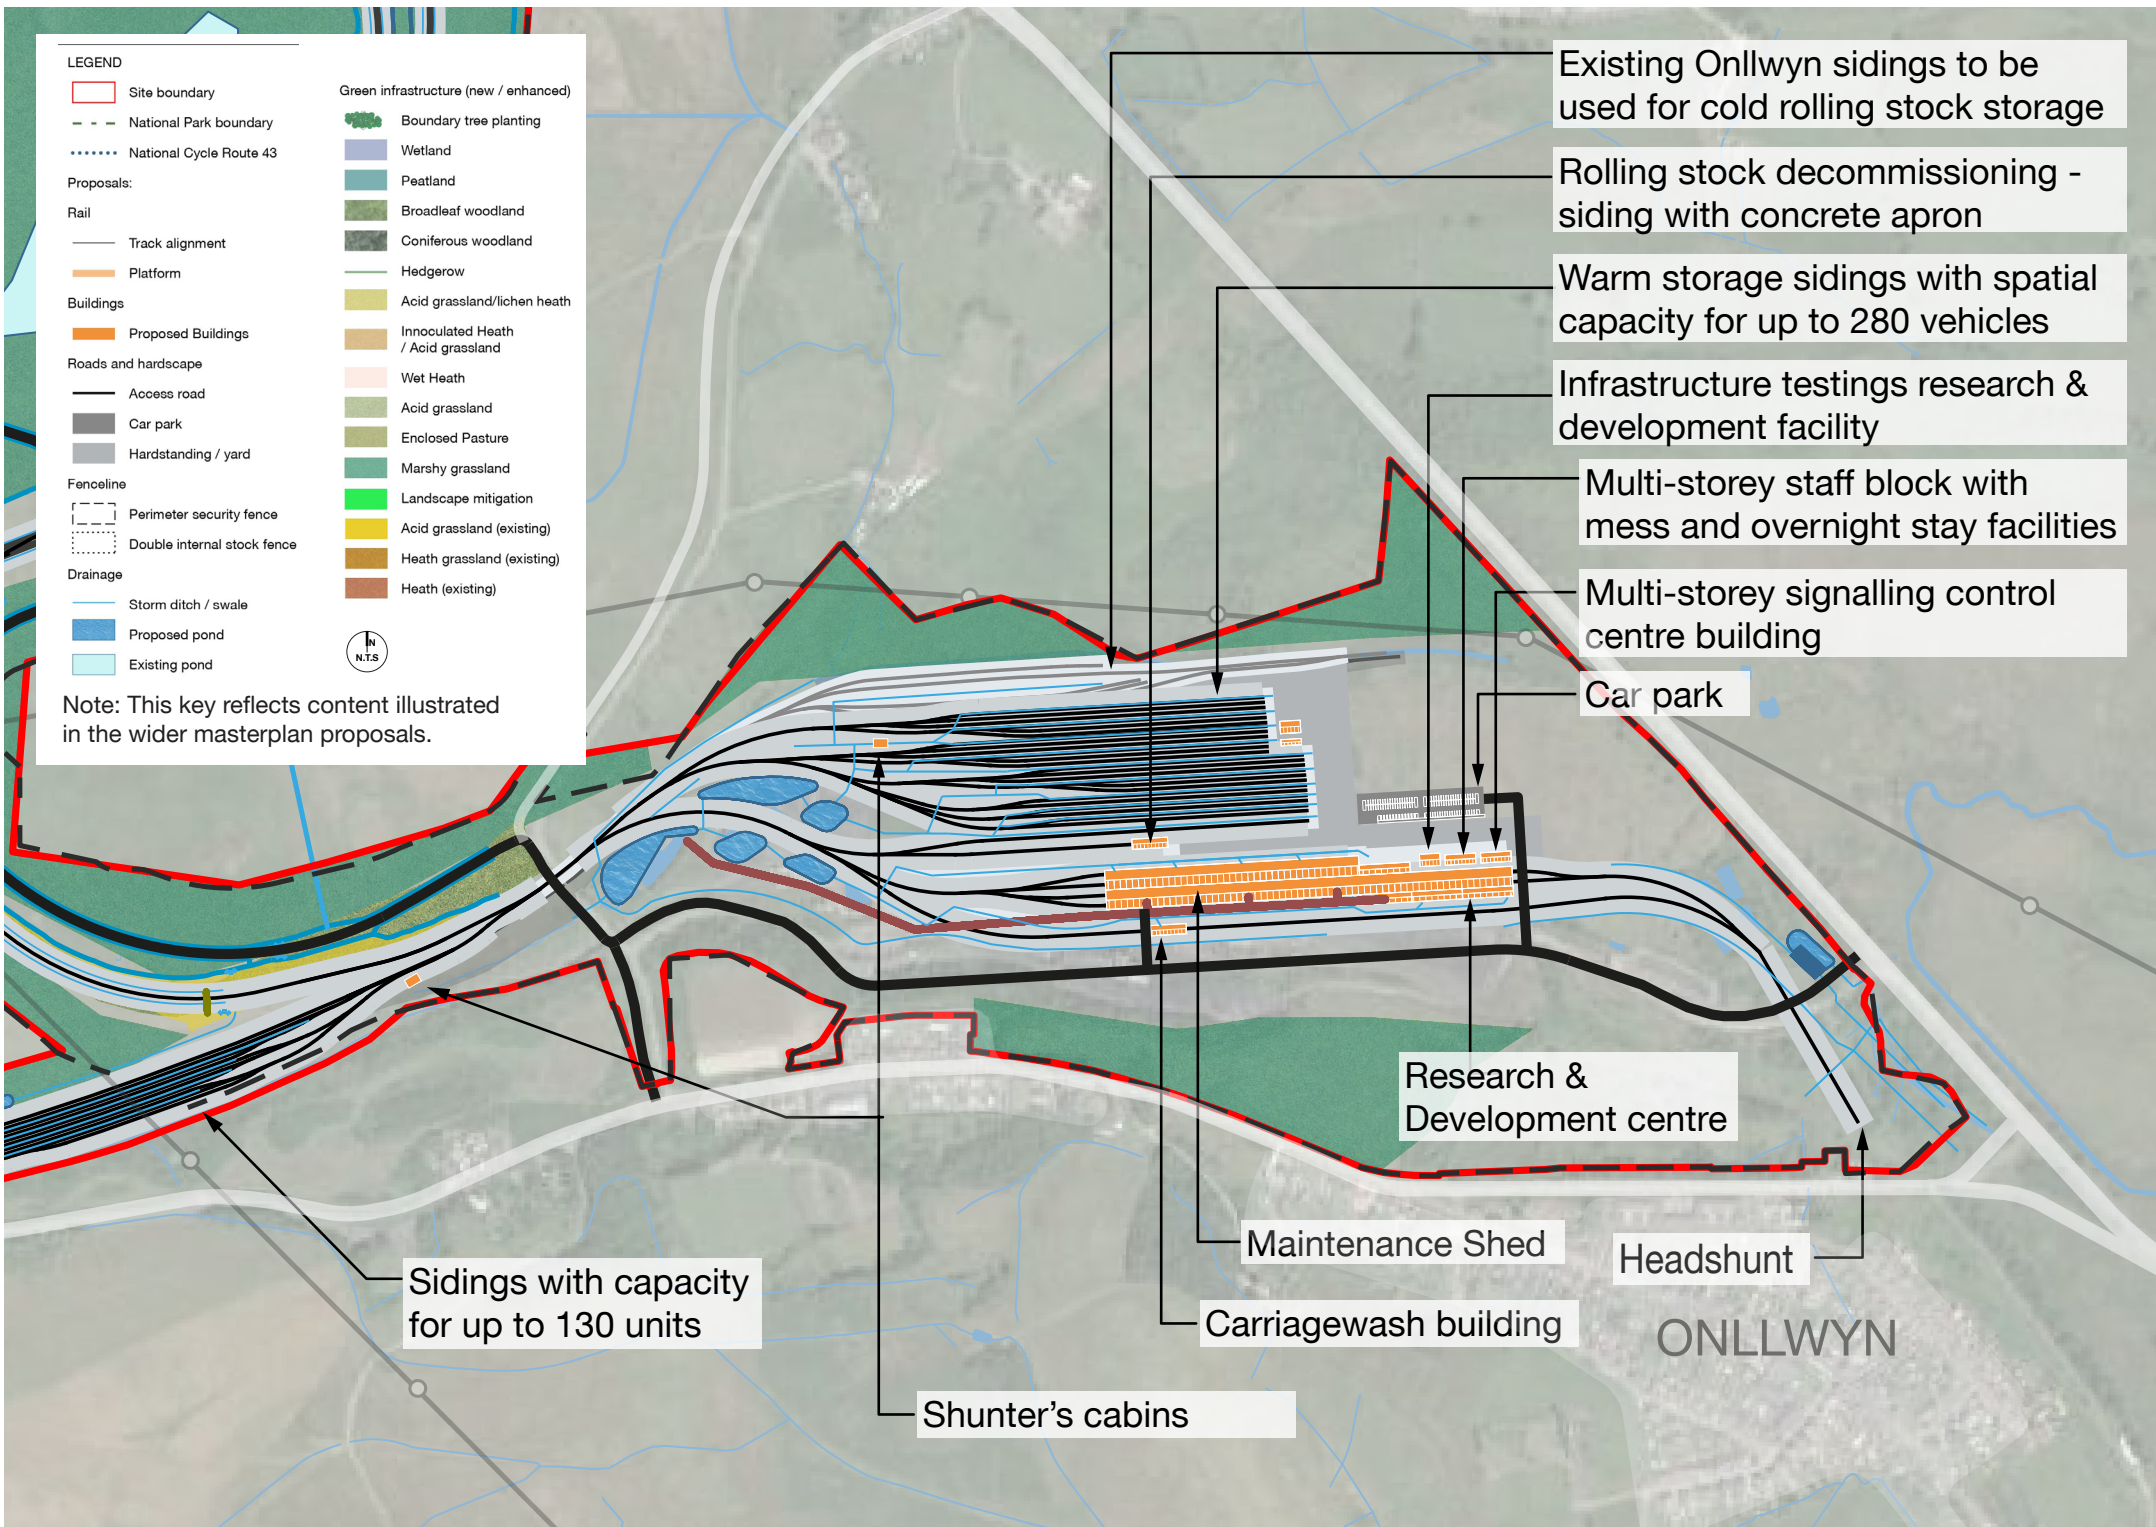 LEGEND
Site boundary
National Park boundary
National Cycle Route 43
Proposals:
Rail
Track alignment
Platform
Buildings
Proposed Buildings
Roads and hardscape
Access road
Car park
Hardstanding / yard
Fenceline
Perimeter security fence
Double internal stock fence
Drainage
Storm ditch / swale
Proposed pond
Existing pond
Green infrastructure (new / enhanced)
Boundary tree planting
Wetland
Peatland
Broadleaf woodland
Coniferous woodland
Hedgerow
Acid grassland/lichen heath
Innoculated Heath
/ Acid grassland
Wet Heath
Acid grassland
Enclosed Pasture
Marshy grassland
Landscape mitigation
Acid grassland (existing)
Heath grassland (existing)
Heath (existing)
N
N.T.S
Note: This key reflects content illustrated
in the wider masterplan proposals.
Existing Onllwyn sidings to be
used for cold rolling stock storage
Rolling stock decommissioning -
siding with concrete apron
Warm storage sidings with spatial
capacity for up to 280 vehicles
Infrastructure testings research &
development facility
Multi-storey staff block with
mess and overnight stay facilities
Multi-storey signalling control
centre building
Car park
Research &
Development centre
Maintenance Shed
Headshunt
Sidings with capacity
for up to 130 units
Carriagewash building
ONLLWYN
Shunter's cabins